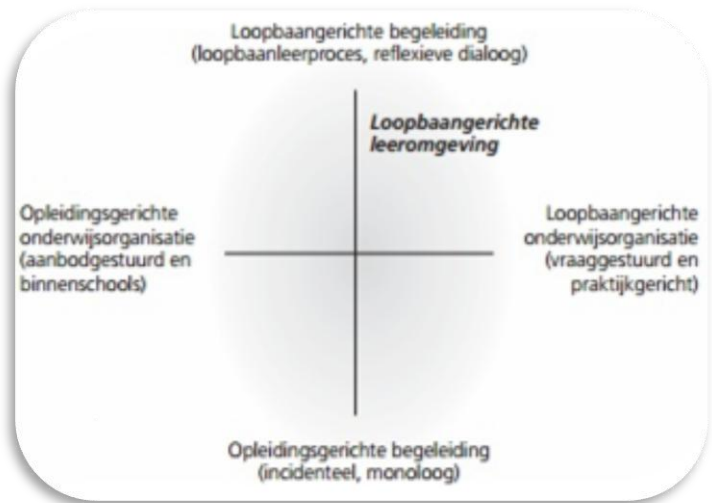 Loopbaangerichte begeleiding
(loopbaanleerproces, reflexieve dialoog)
Loopbaangerichte
leeromgeving
Opleidingsgerichte
onderwijsorganisatie
(aanbodgestuurd en
binnenschools)
Loopbaangerichte
onderwijsorganisatie
(vraaggestuurd en
praktijkgericht)
Opleidingsgerichte begeleiding
(incidenteel, monoloog)